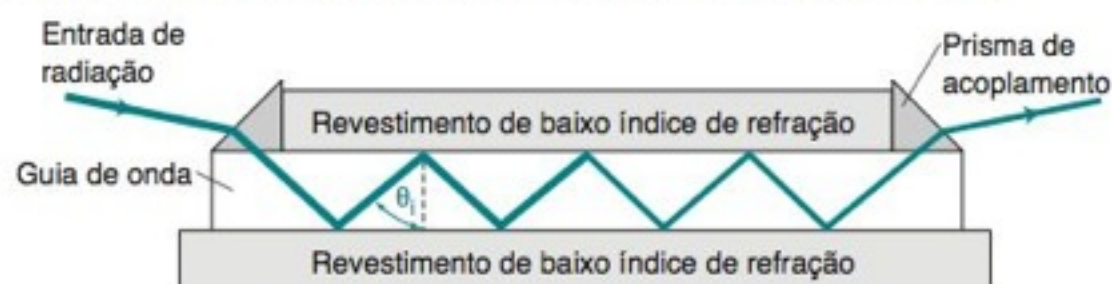 Entrada de
radiação
Prisma de
acoplamento
Revestimento de baixo índice de refração
Guia de onda
θi
Revestimento de baixo índice de refração